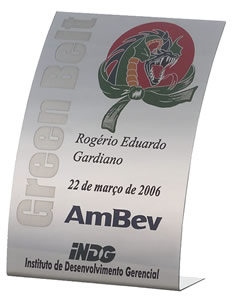 Green Belt
Rogério Eduardo
Gardiano
22 de março de 2006
AmBev
INDG
Instituto de Desenvolvimento Gerencial